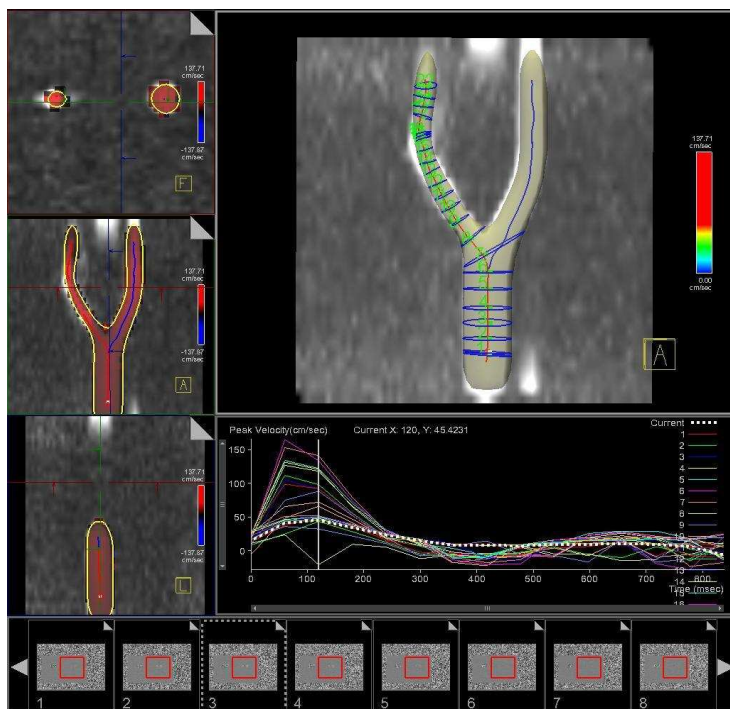 137.71
cm/sec
-137.87
cm/sec
F
137.71
cm/sec
-137.87
cm/sec
A
137.71
cm/sec
-137.87
cm/sec
L
137.71
cm/sec
0.00
cm/sec
A
Peak Velocity(cm/sec)
Current X: 120, Y: 45.4231
Current
1
2
3
4
5
6
7
8
9
12
13
14
150
100
50
0
0 100 200 300 400 500 600 700 800
Time (msec)
1 2 3 4 5 6 7 8